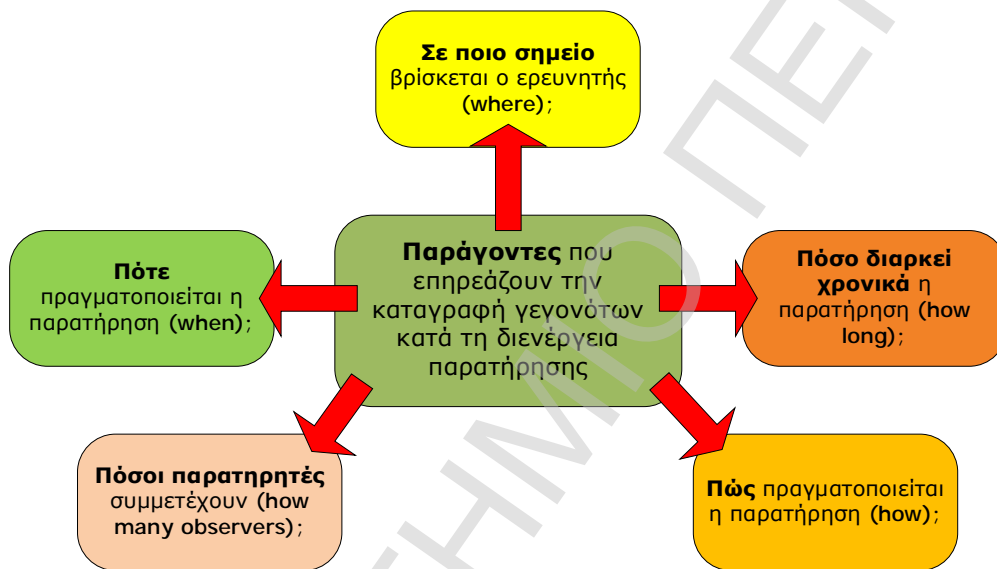 Σε ποιο σημείο
βρίσκεται ο ερευνητής
(where);
Παράγοντες που
επηρεάζουν την
καταγραφή γεγονότων
κατά τη διενέργεια
παρατήρησης
Πότε
πραγματοποιείται η
παρατήρηση (when);
Πόσο διαρκεί
χρονικά η
παρατήρηση (how
long);
Πόσοι παρατηρητές
συμμετέχουν (how
many observers);
Πώς πραγματοποιείται
η παρατήρηση (how);